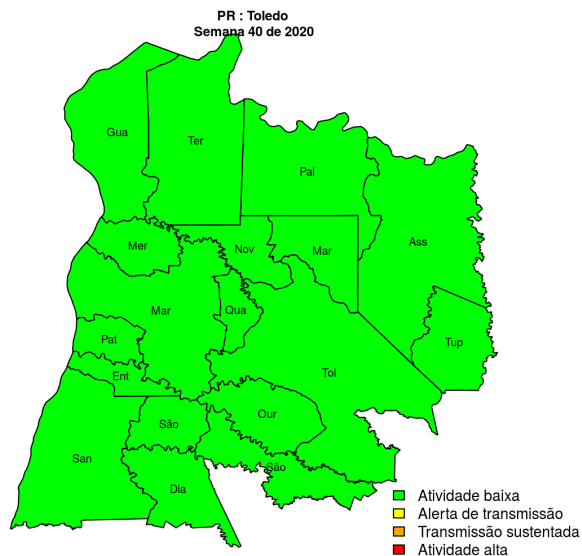 PR : Toledo
Semana 40 de 2020
Gua
Ter
Pal
Mer
Nov
Mar
Ass
Mar
Qua
Pat
Tup
Ent
Tol
São
Our
San
São
Dia
Atividade baixa
Alerta de transmissão
Transmissão sustentada
Atividade alta